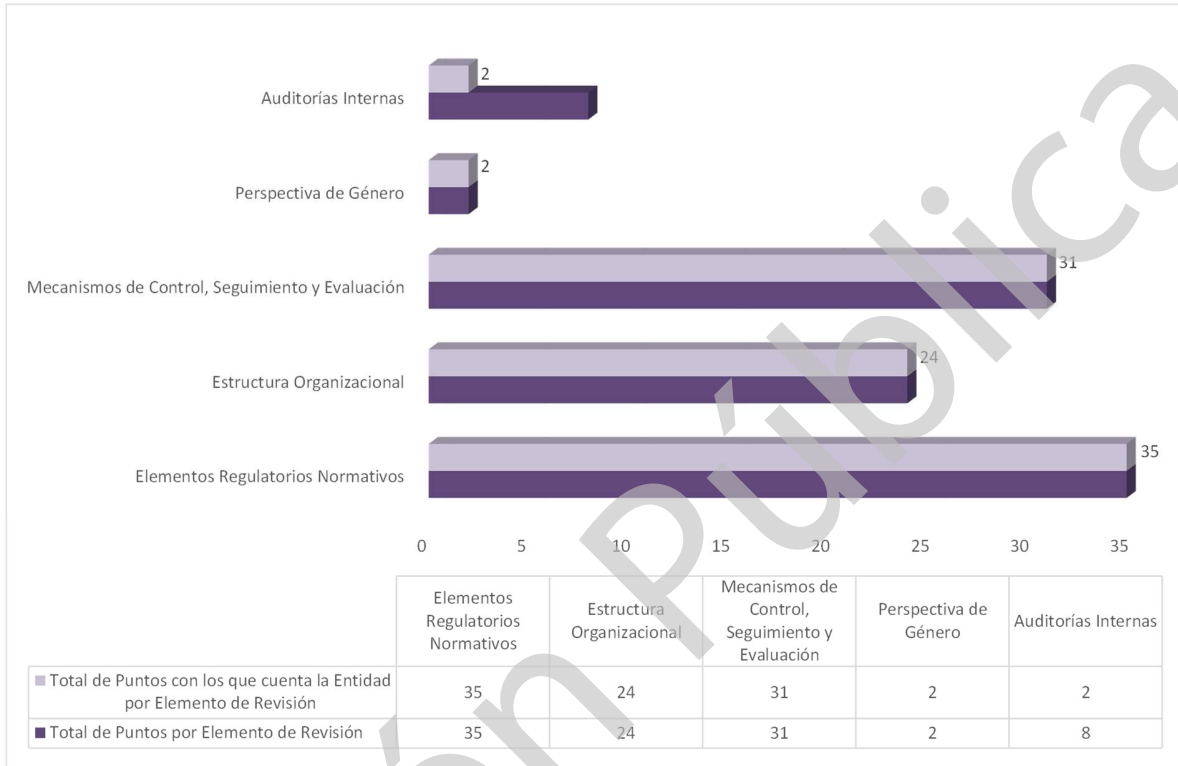 2
Auditorías Internas
2
Perspectiva de Género
31
Mecanismos de Control, Seguimiento y Evaluación
24
Estructura Organizacional
35
Elementos Regulatorios Normativos
0 5 10 15 20 25 30 35
Elementos Regulatorios Normativos
Estructura Organizacional
Mecanismos de Control, Seguimiento y Evaluación
Perspectiva de Género
Auditorías Internas
Total de Puntos con los que cuenta la Entidad por Elemento de Revisión
35 24 31 2 2
Total de Puntos por Elemento de Revisión
35 24 31 2 8
ón Pública